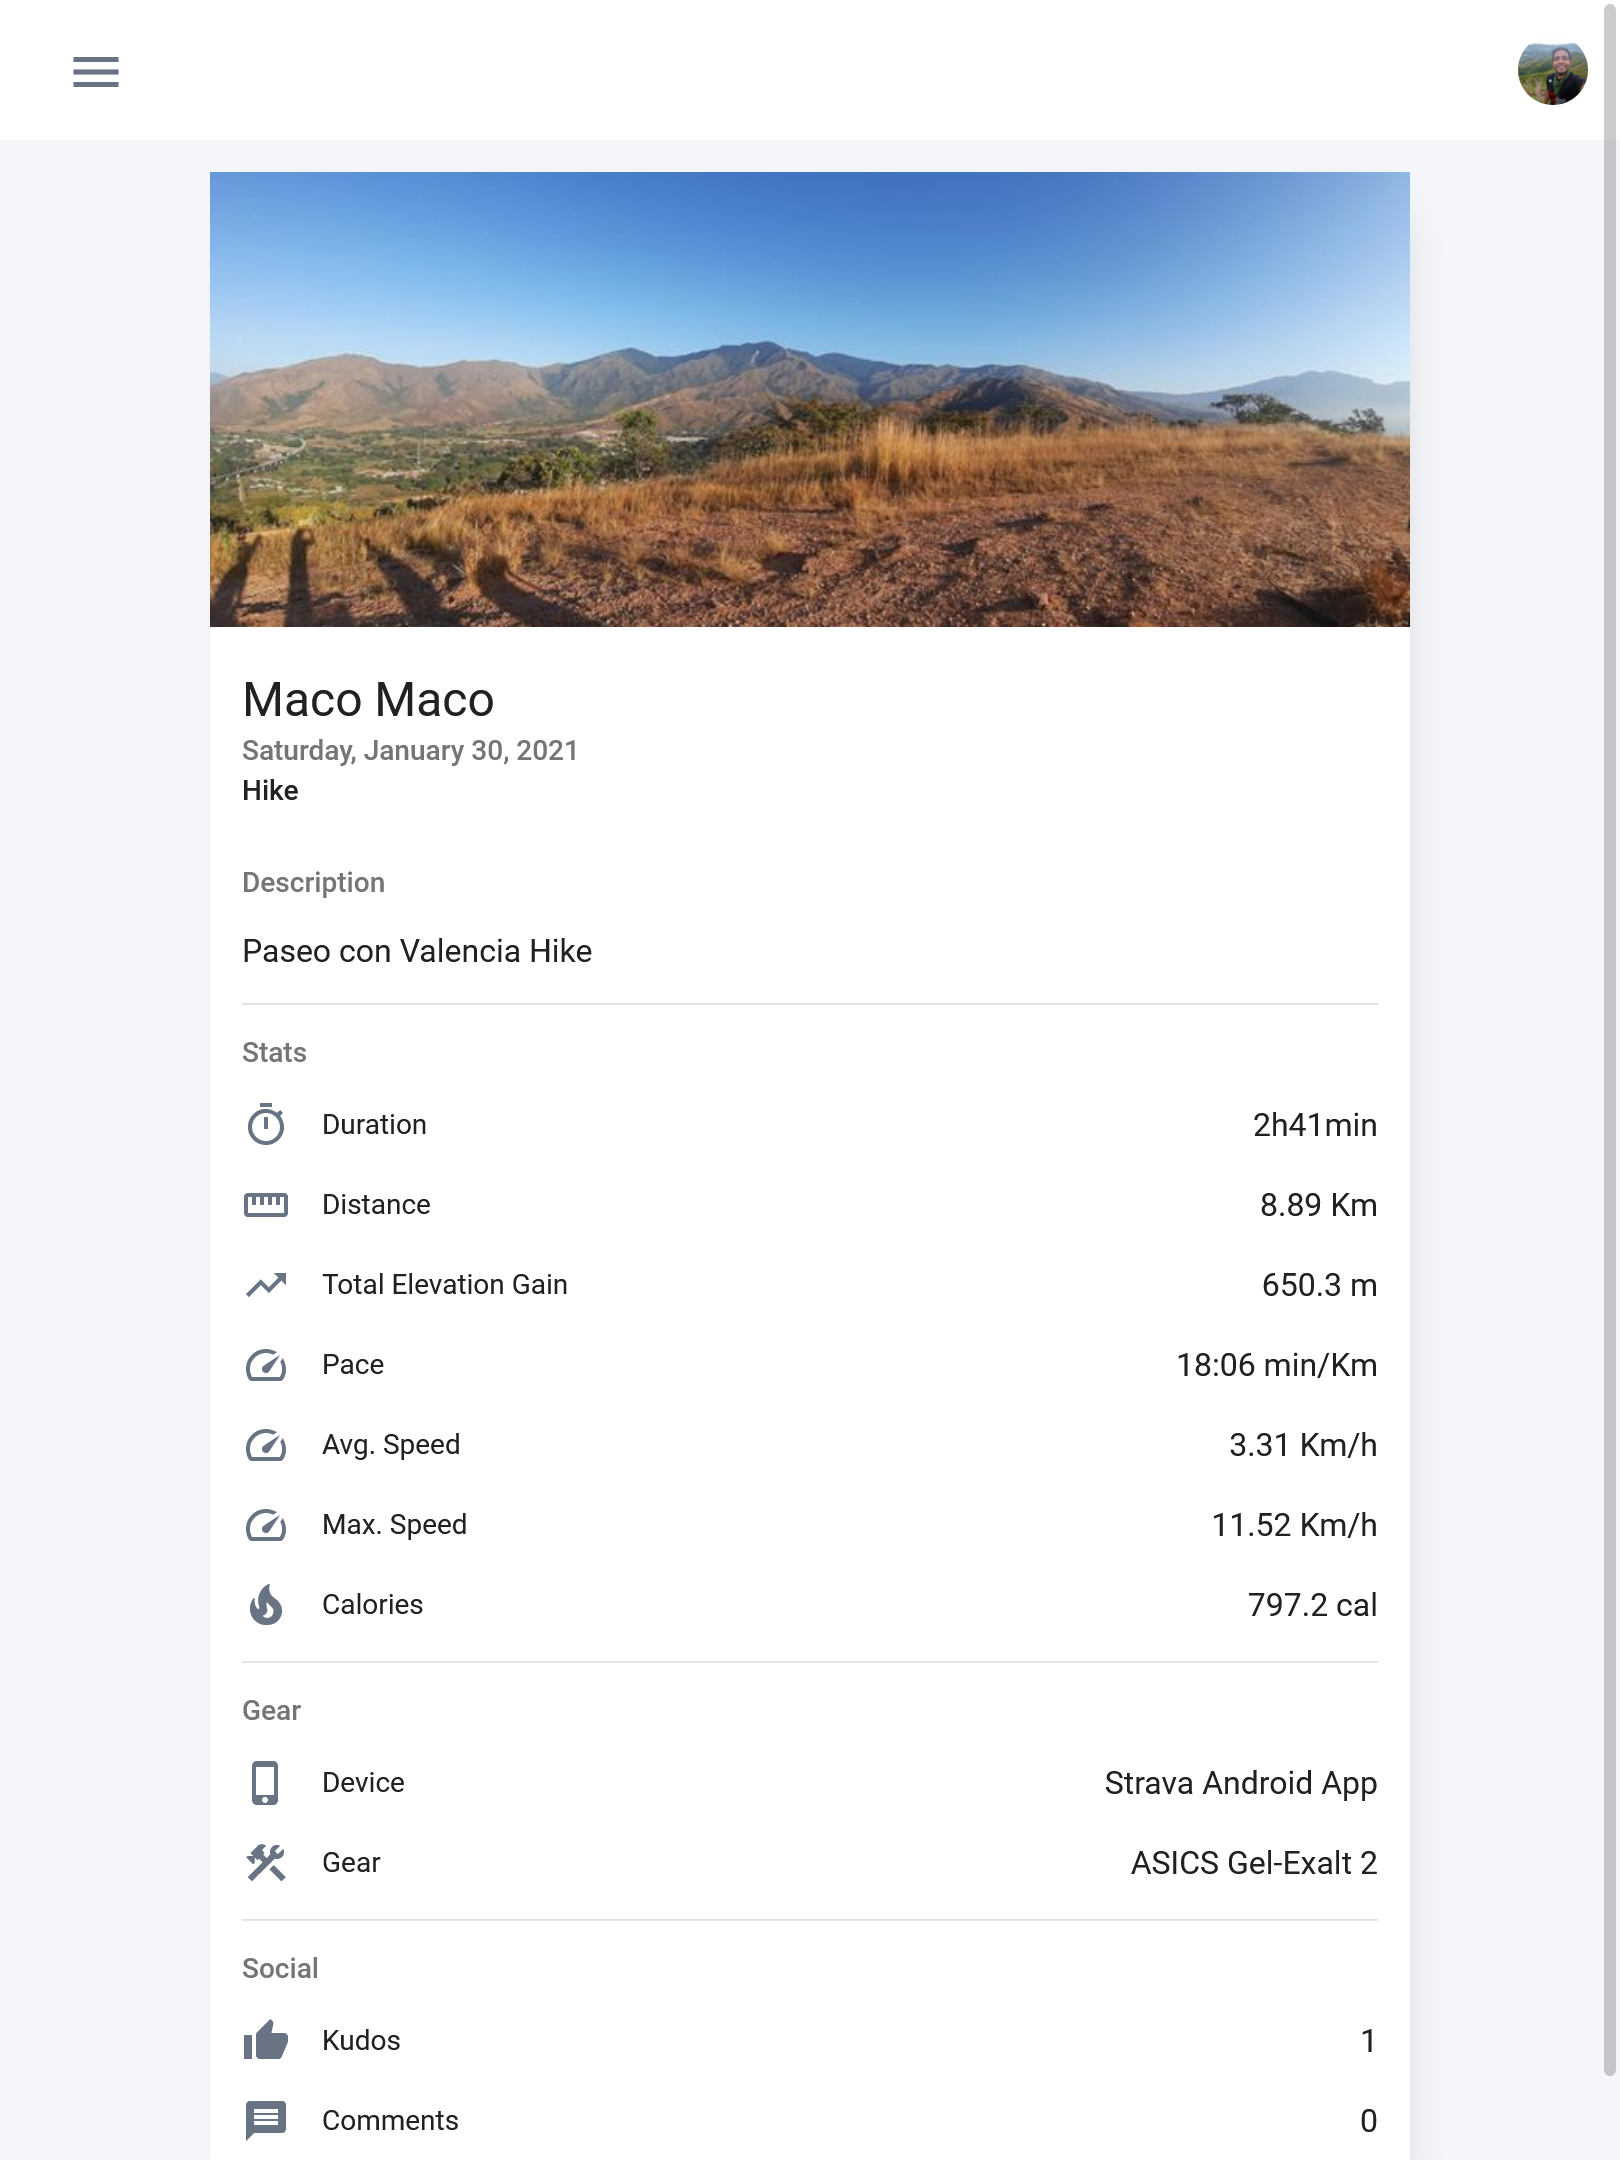 Maco Maco
Saturday, January 30, 2021
Hike
Description
Paseo con Valencia Hike
Stats
Duration 2h41min
Distance 8.89 Km
Total Elevation Gain 650.3 m
Pace 18:06 min/Km
Avg. Speed 3.31 Km/h
Max. Speed 11.52 Km/h
Calories 797.2 cal
Gear
Device Strava Android App
Gear ASICS Gel-Exalt 2
Social
Kudos 1
Comments 0